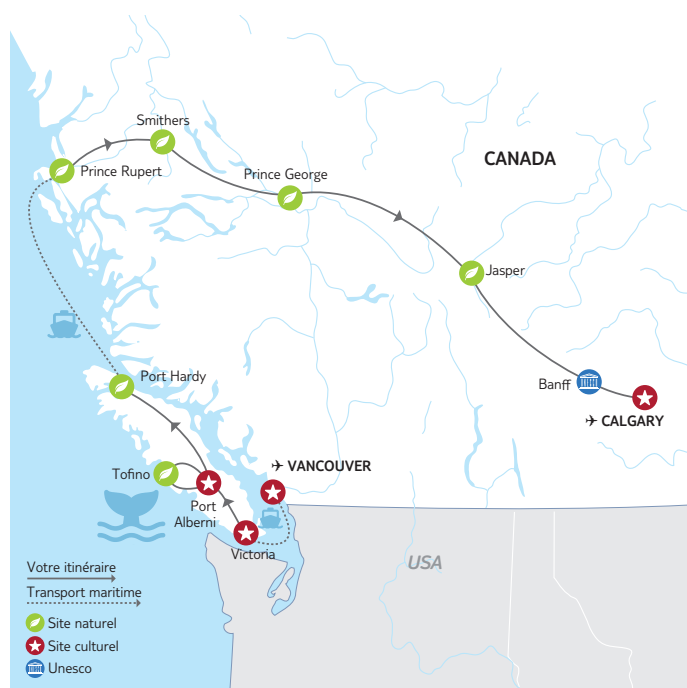 Smithers
Prince Rupert
Prince George
CANADA
Jasper
Port Hardy
Banff
CALGARY
VANCOUVER
Tofino
Port
Alberni
Victoria
USA
Votre itinéraire
Transport maritime
Site naturel
Site culturel
Unesco